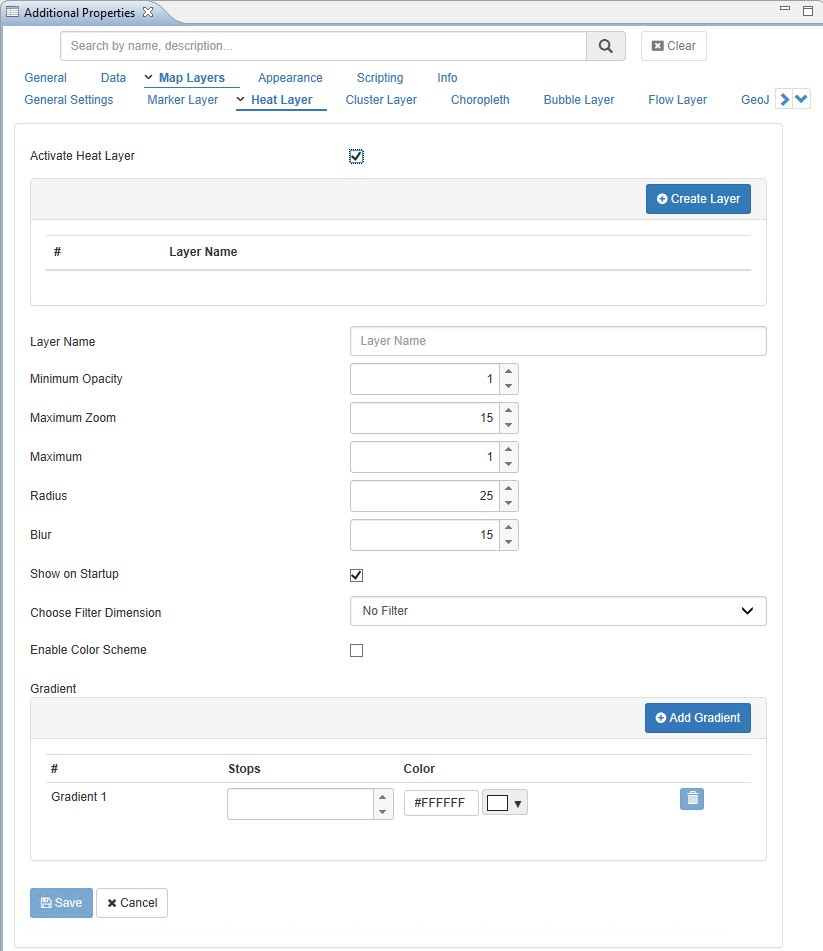 Additional Properties
Search by name, description...
Clear
General Data Map Layers Appearance Scripting Info
General Settings Marker Layer Heat Layer Cluster Layer Choropleth Bubble Layer Flow Layer GeoJ
Activate Heat Layer
Create Layer
# Layer Name
Layer Name Layer Name
Minimum Opacity 1
Maximum Zoom 15
Maximum 1
Radius 25
Blur 15
Show on Startup
Choose Filter Dimension No Filter
Enable Color Scheme
Gradient
Add Gradient
# Stops Color
Gradient 1 #FFFFFF
Save Cancel